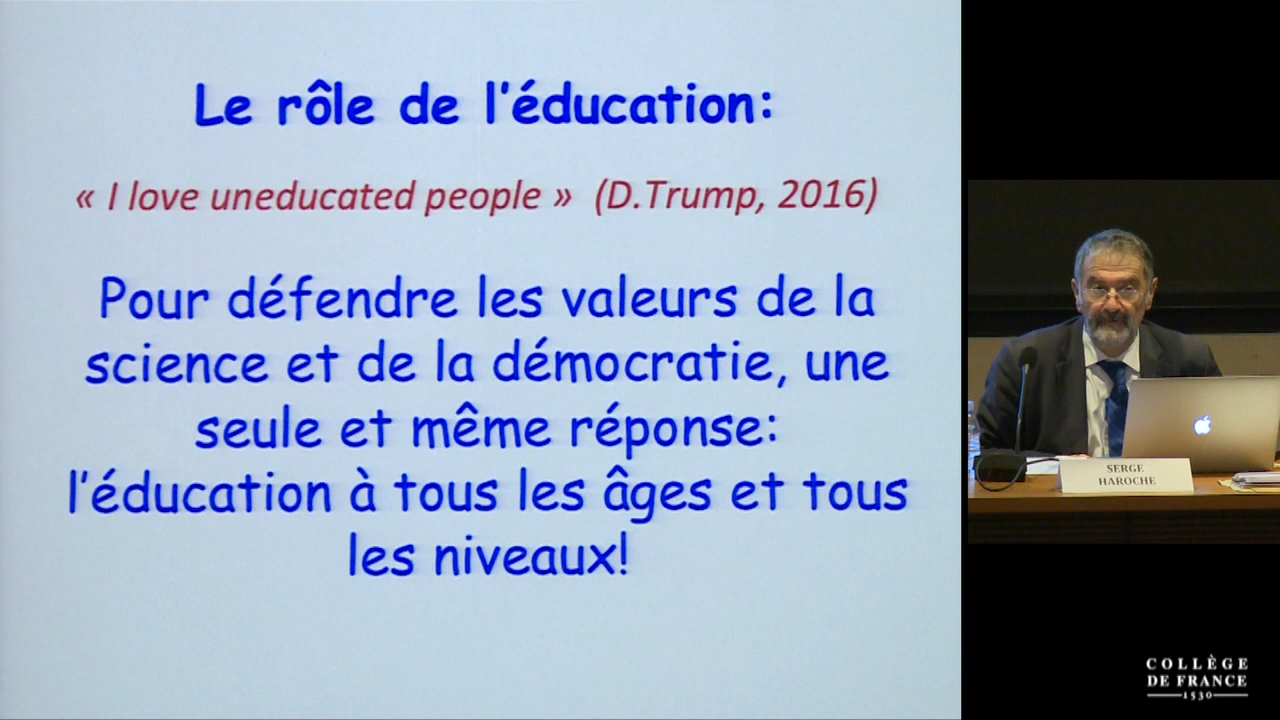 Le rôle de l'éducation:
« I love uneducated people » (D.Trump, 2016)
Pour défendre les valeurs de la
science et de la démocratie, une
seule et même réponse:
l'éducation à tous les âges et tous
les niveaux!
SERGE
HAROCHE
COLLÈGE
DE FRANCE
1530